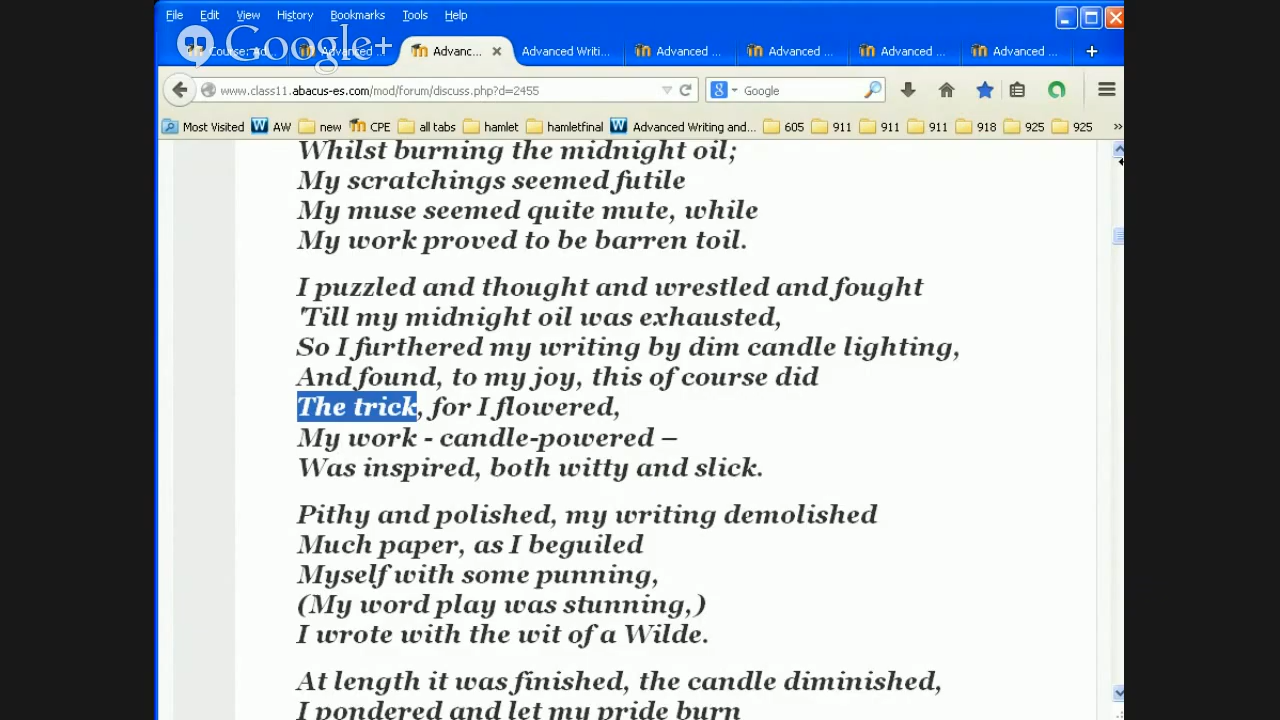 File Edit View History Bookmarks Tools Help
Google+
Course: Ad Advanced Advanc... Advanced Writi... Advanced ... Advanced ... Advanced ... Advanced ...
www.class11.abacus-es.com/mod/forum/discuss.php?d=2455 Google
Most Visited AW new CPE all tabs hamlet hamletfinal Advanced Writing and... 605 911 911 911 918 925 925 »
Whilst burning the midnight oil;
My scratchings seemed futile
My muse seemed quite mute, while
My work proved to be barren toil.
I puzzled and thought and wrestled and fought
'Till my midnight oil was exhausted,
So I furthered my writing by dim candle lighting,
And found, to my joy, this of course did
The trick, for I flowered,
My work - candle-powered –
Was inspired, both witty and slick.
Pithy and polished, my writing demolished
Much paper, as I beguiled
Myself with some punning,
(My word play was stunning,)
I wrote with the wit of a Wilde.
At length it was finished, the candle diminished,
I pondered and let my pride burn